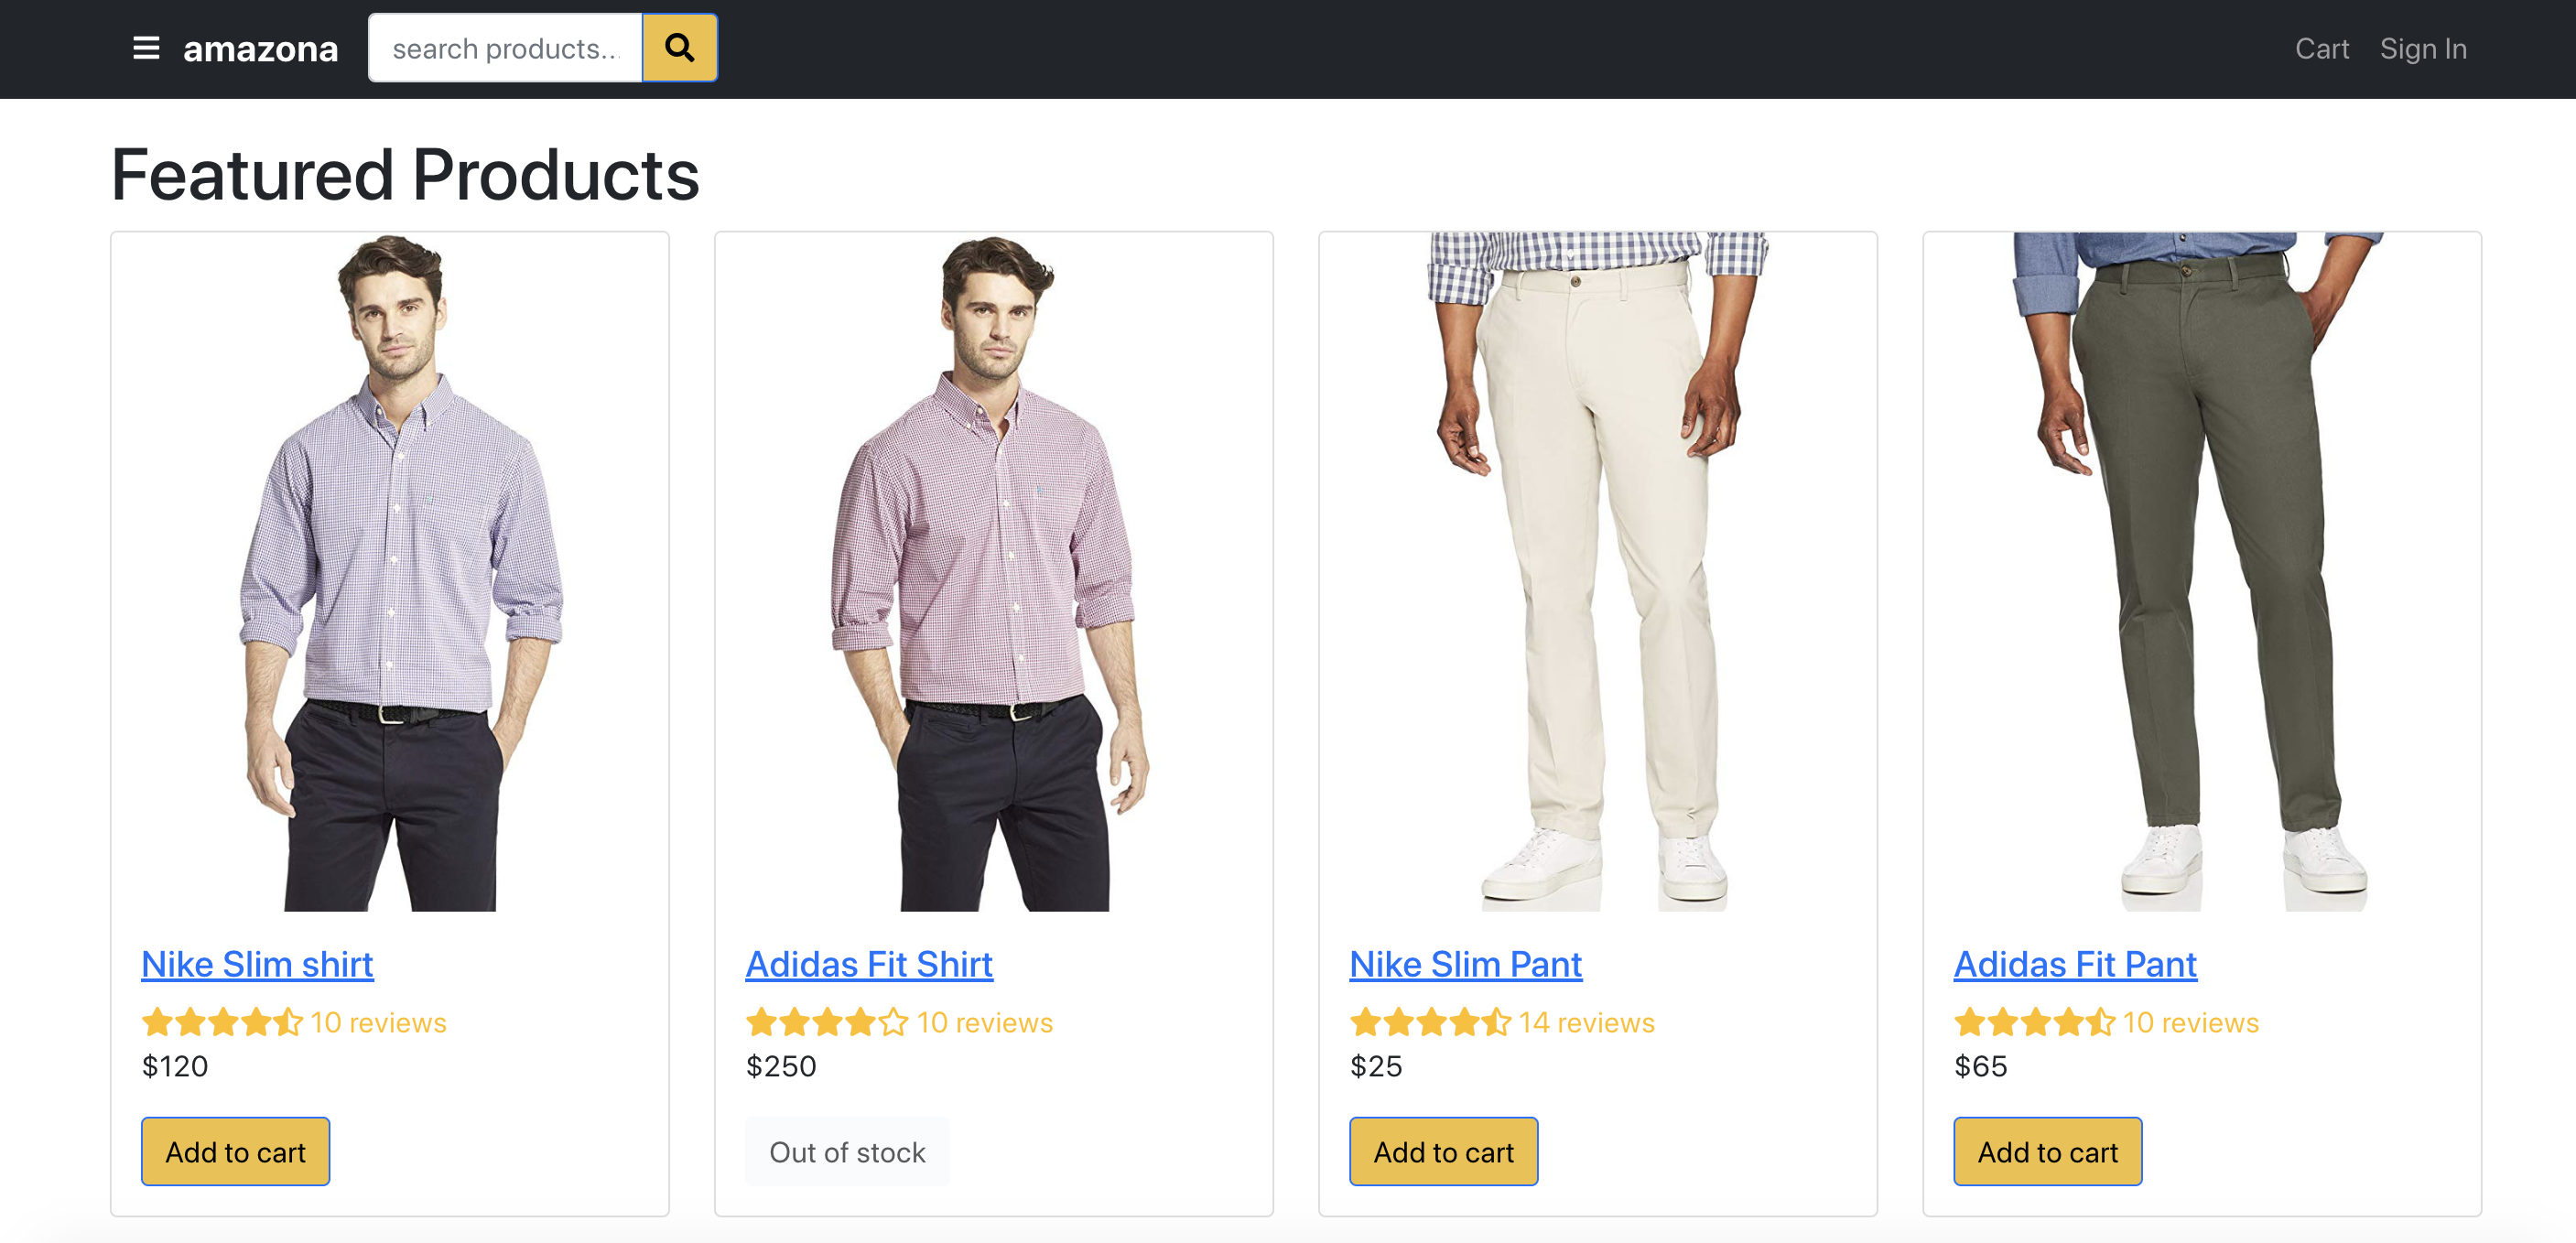 amazona
search products...
Cart
Sign In
Featured Products
Nike Slim shirt
10 reviews
$120
Add to cart
Adidas Fit Shirt
10 reviews
$250
Out of stock
Nike Slim Pant
14 reviews
$25
Add to cart
Adidas Fit Pant
10 reviews
$65
Add to cart